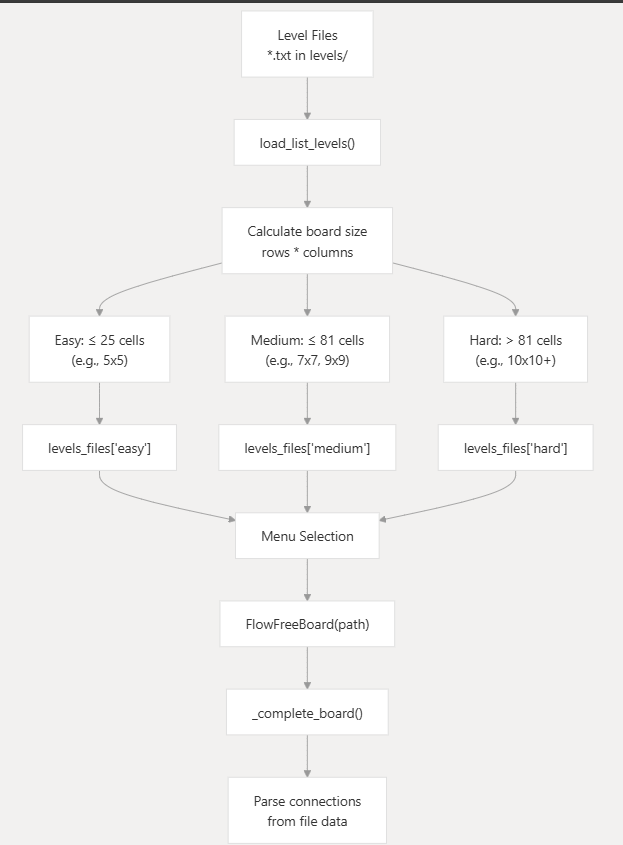 Level Files
*.txt in levels/
load_list_levels()
Calculate board size
rows * columns
Easy: ≤ 25 cells
(e.g., 5x5)
Medium: ≤ 81 cells
(e.g., 7x7, 9x9)
Hard: > 81 cells
(e.g., 10x10+)
levels_files['easy']
levels_files['medium']
levels_files['hard']
Menu Selection
FlowFreeBoard(path)
_complete_board()
Parse connections
from file data